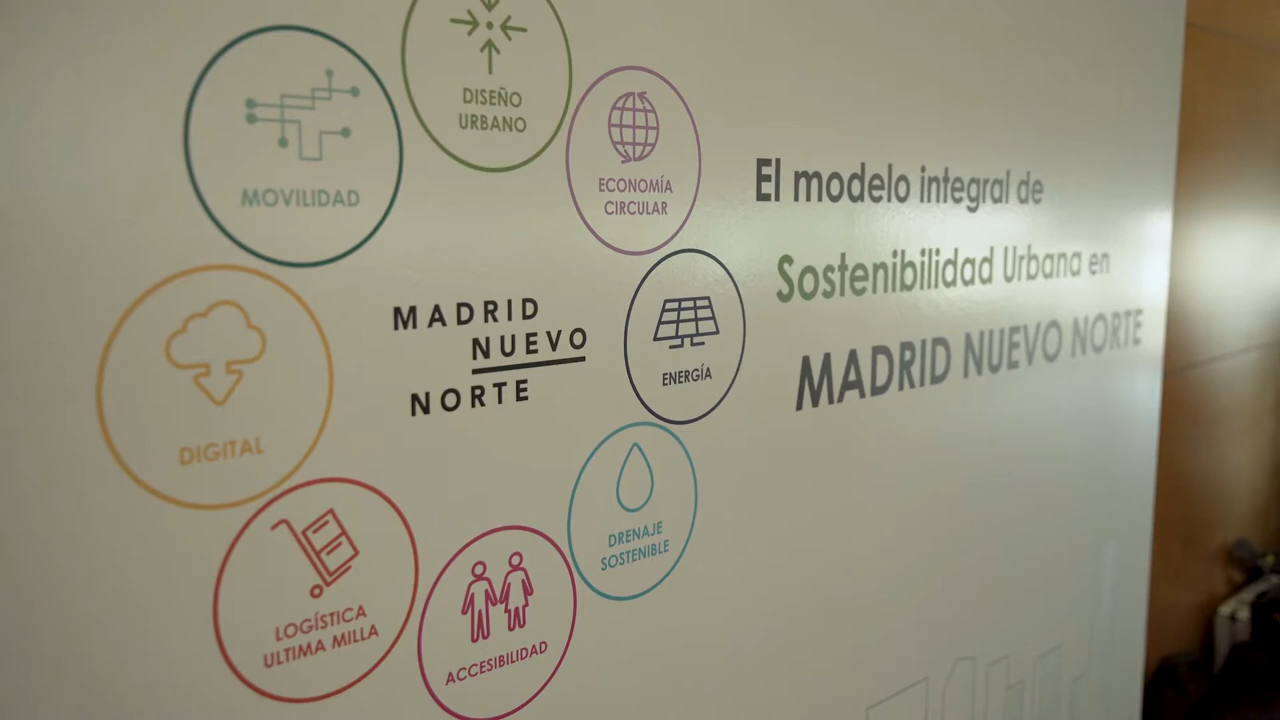 DISEÑO
URBANO
MOVILIDAD
ECONOMÍA
CIRCULAR
El modelo integral de
Sostenibilidad Urbana en
MADRID NUEVO NORTE
MADRID
NUEVO
NORTE
ENERGÍA
DIGITAL
DRENAJE
SOSTENIBLE
LOGÍSTICA
ULTIMA MILLA
ACCESIBILIDAD